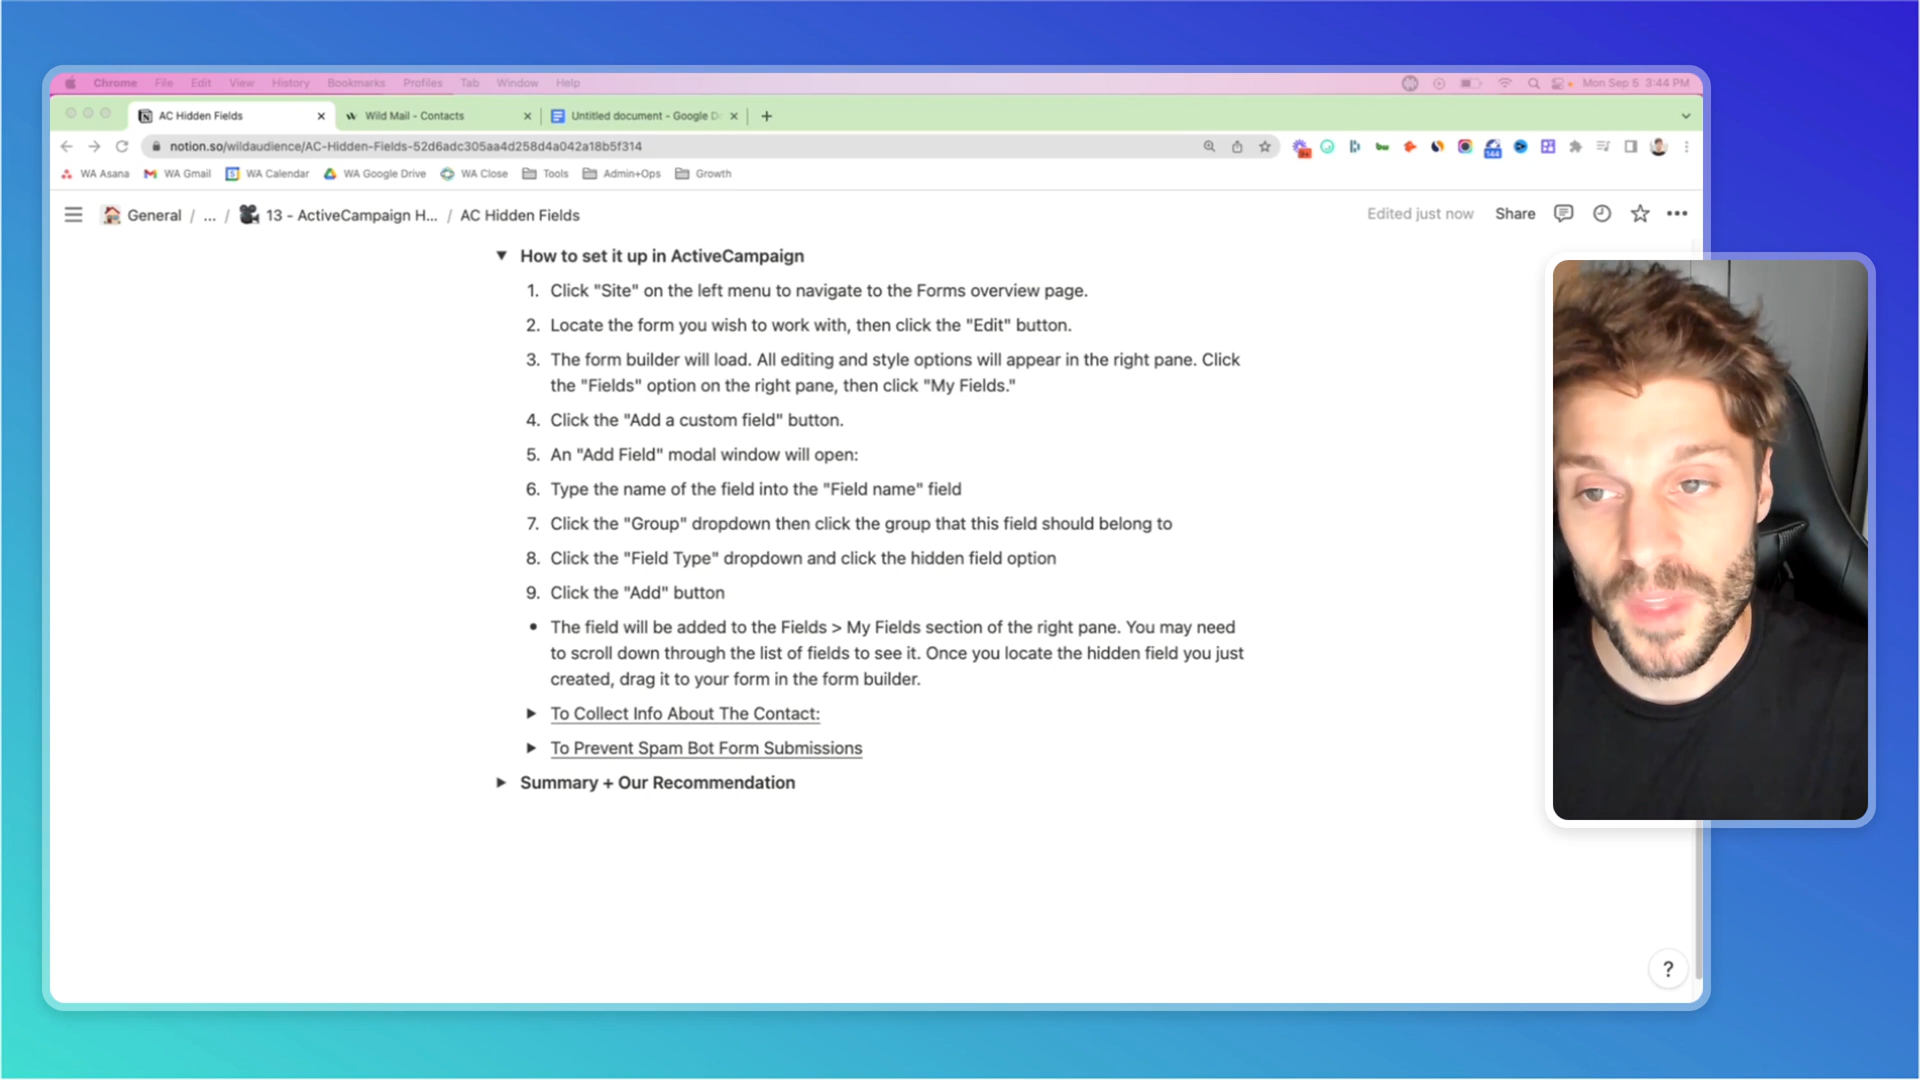 Chrome File Edit View History Bookmarks Profiles Tab Window Help Mon Sep 5 3:44 PM
AC Hidden Fields Wild Mail - Contacts Untitled document - Google D
notion.so/wildaudience/AC-Hidden-Fields-52d6adc305aa4d258d4a042a18b5f314
WA Asana WA Gmail WA Calendar WA Google Drive WA Close Tools Admin+Ops Growth
General / ... / 13 - ActiveCampaign H... / AC Hidden Fields Edited just now Share
How to set it up in ActiveCampaign
1. Click "Site" on the left menu to navigate to the Forms overview page.
2. Locate the form you wish to work with, then click the "Edit" button.
3. The form builder will load. All editing and style options will appear in the right pane. Click
the "Fields" option on the right pane, then click "My Fields."
4. Click the "Add a custom field" button.
5. An "Add Field" modal window will open:
6. Type the name of the field into the "Field name" field
7. Click the "Group" dropdown then click the group that this field should belong to
8. Click the "Field Type" dropdown and click the hidden field option
9. Click the "Add" button
• The field will be added to the Fields > My Fields section of the right pane. You may need
to scroll down through the list of fields to see it. Once you locate the hidden field you just
created, drag it to your form in the form builder.
To Collect Info About The Contact:
To Prevent Spam Bot Form Submissions
Summary + Our Recommendation
?